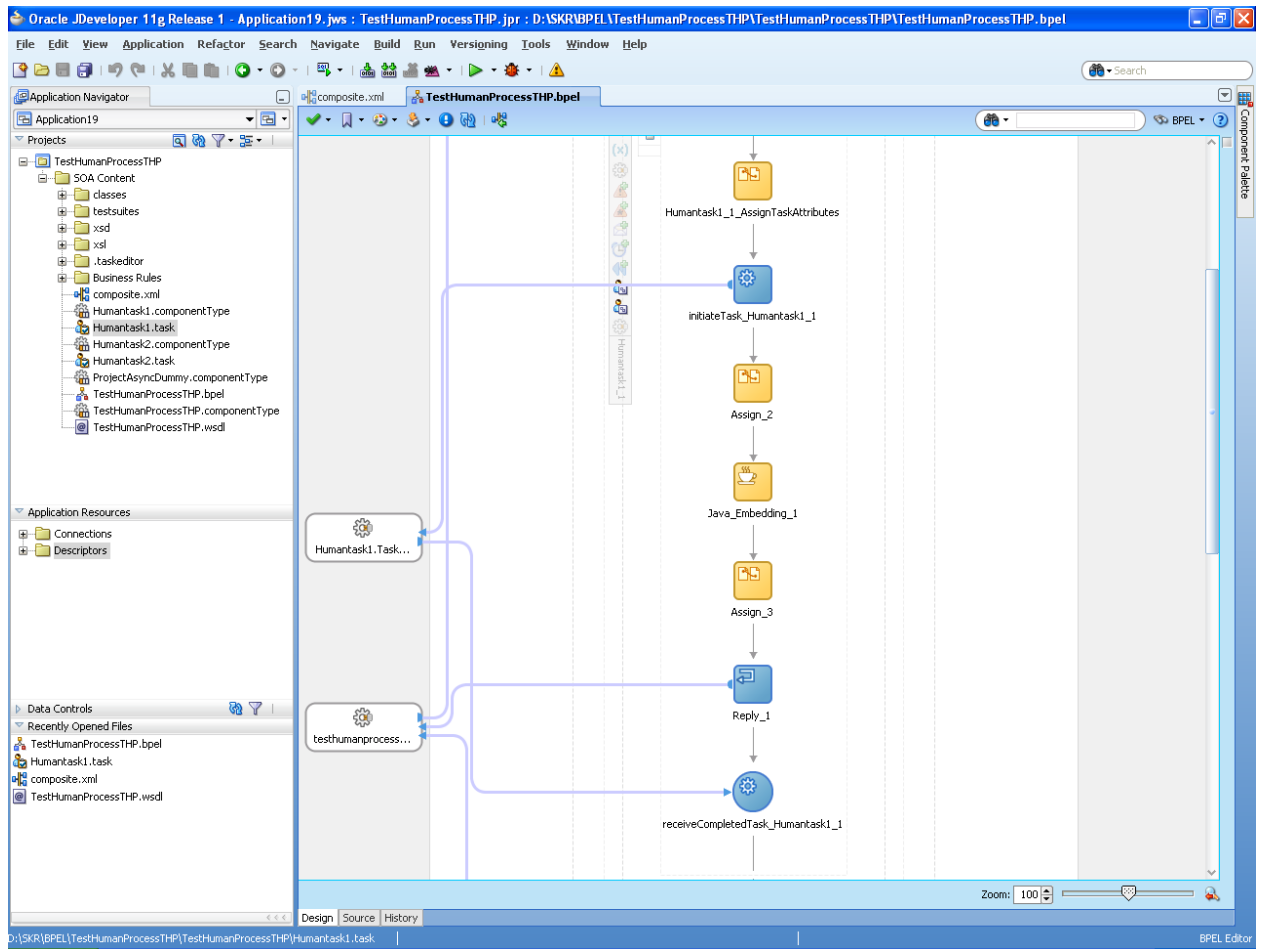 Oracle JDeveloper 11g Release 1 - Application19.jws : TestHumanProcessTHP.jpr : D:\SKR\BPEL\TestHumanProcessTHP\TestHumanProcessTHP\TestHumanProcessTHP.bpel
File Edit View Application Refactor Search Navigate Build Run Versioning Tools Window Help
Search
Application Navigator
composite.xml
TestHumanProcessTHP.bpel
Application19
BPEL
Component Palette
Projects
TestHumanProcessTHP
SOA Content
classes
testsuites
xsd
xsl
.taskeditor
Business Rules
composite.xml
Humantask1.componentType
Humantask1.task
Humantask2.componentType
Humantask2.task
ProjectAsyncDummy.componentType
TestHumanProcessTHP.bpel
TestHumanProcessTHP.componentType
TestHumanProcessTHP.wsdl
Application Resources
Connections
Descriptors
Data Controls
Recently Opened Files
TestHumanProcessTHP.bpel
Humantask1.task
composite.xml
TestHumanProcessTHP.wsdl
(x)
Humantask1_1
Humantask1_1_AssignTaskAttributes
initiateTask_Humantask1_1
Assign_2
Java_Embedding_1
Humantask1.Task...
Assign_3
Reply_1
testhumanprocess...
receiveCompletedTask_Humantask1_1
Zoom: 100
Design Source History
D:\SKR\BPEL\TestHumanProcessTHP\TestHumanProcessTHP\Humantask1.task
BPEL Editor